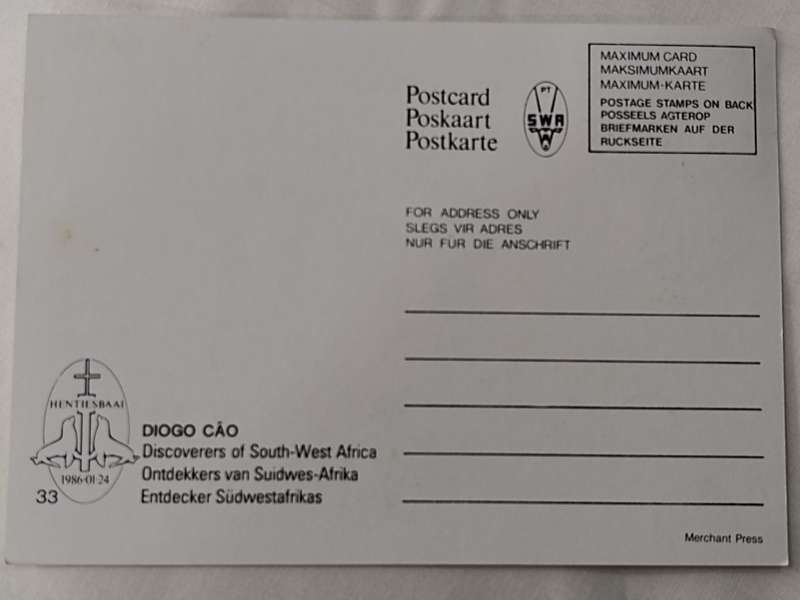 Postcard
Poskaart
Postkarte
PT
SWA
MAXIMUM CARD
MAKSIMUMKAART
MAXIMUM-KARTE
POSTAGE STAMPS ON BACK
POSSEELS AGTEROP
BRIEFMARKEN AUF DER
RUCKSEITE
FOR ADDRESS ONLY
SLEGS VIR ADRES
NUR FUR DIE ANSCHRIFT
HENTIESBAAI
1986-01-24
33
DIOGO CÂO
Discoverers of South-West Africa
Ontdekkers van Suidwes-Afrika
Entdecker Südwestafrikas
Merchant Press